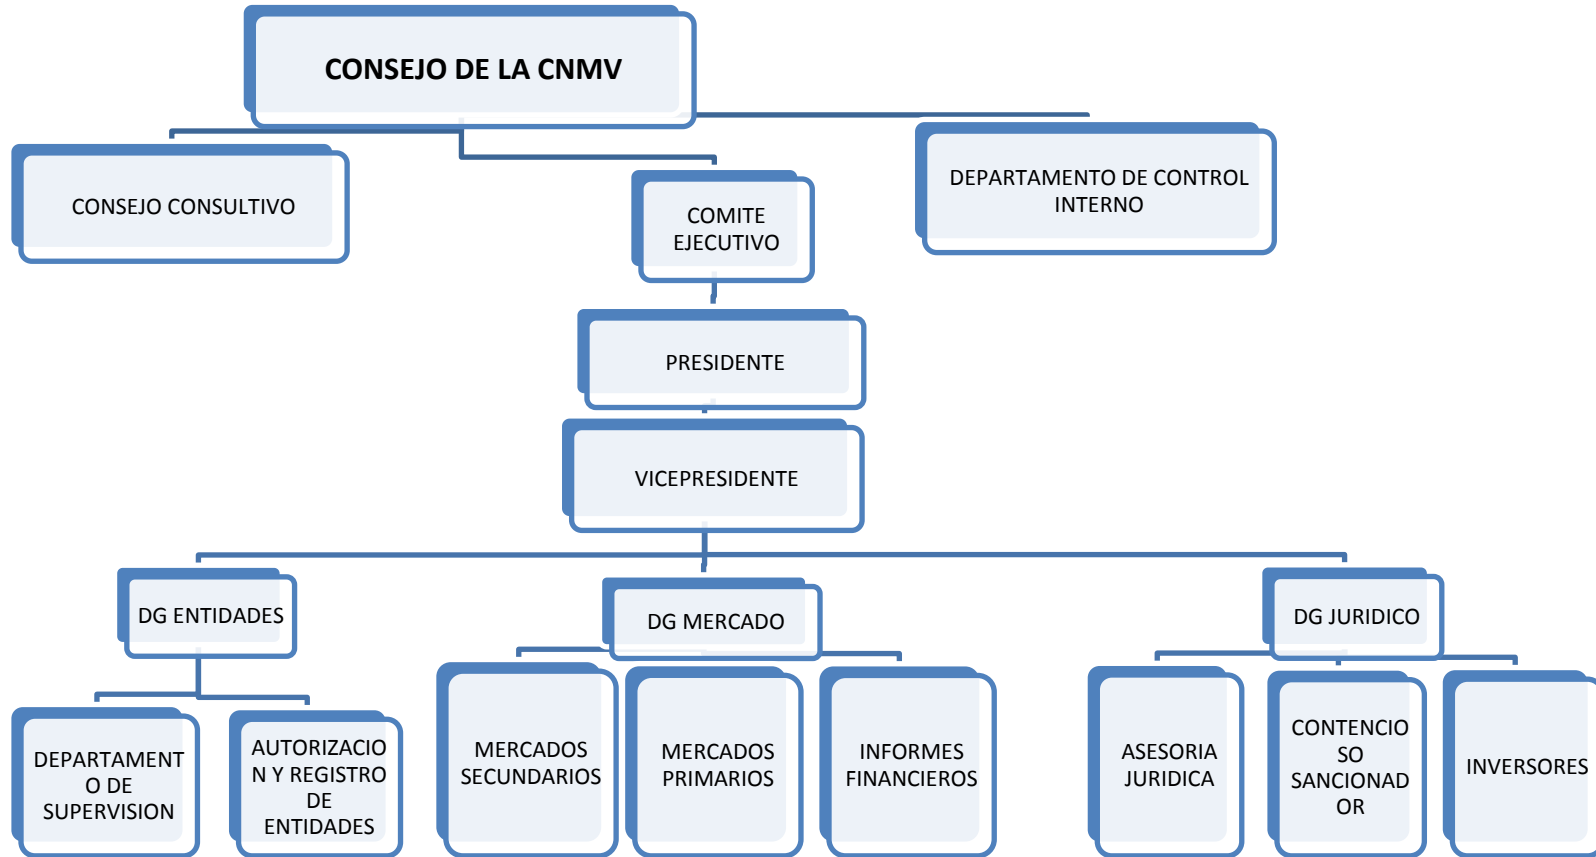 CONSEJO DE LA CNMV
CONSEJO CONSULTIVO
COMITE
EJECUTIVO
DEPARTAMENTO DE CONTROL
INTERNO
PRESIDENTE
VICEPRESIDENTE
DG ENTIDADES
DG MERCADO
DG JURIDICO
DEPARTAMENT
O DE
SUPERVISION
AUTORIZACIO
N Y REGISTRO
DE
ENTIDADES
MERCADOS
SECUNDARIOS
MERCADOS
PRIMARIOS
INFORMES
FINANCIEROS
ASESORIA
JURIDICA
CONTENCIO
SO
SANCIONAD
OR
INVERSORES